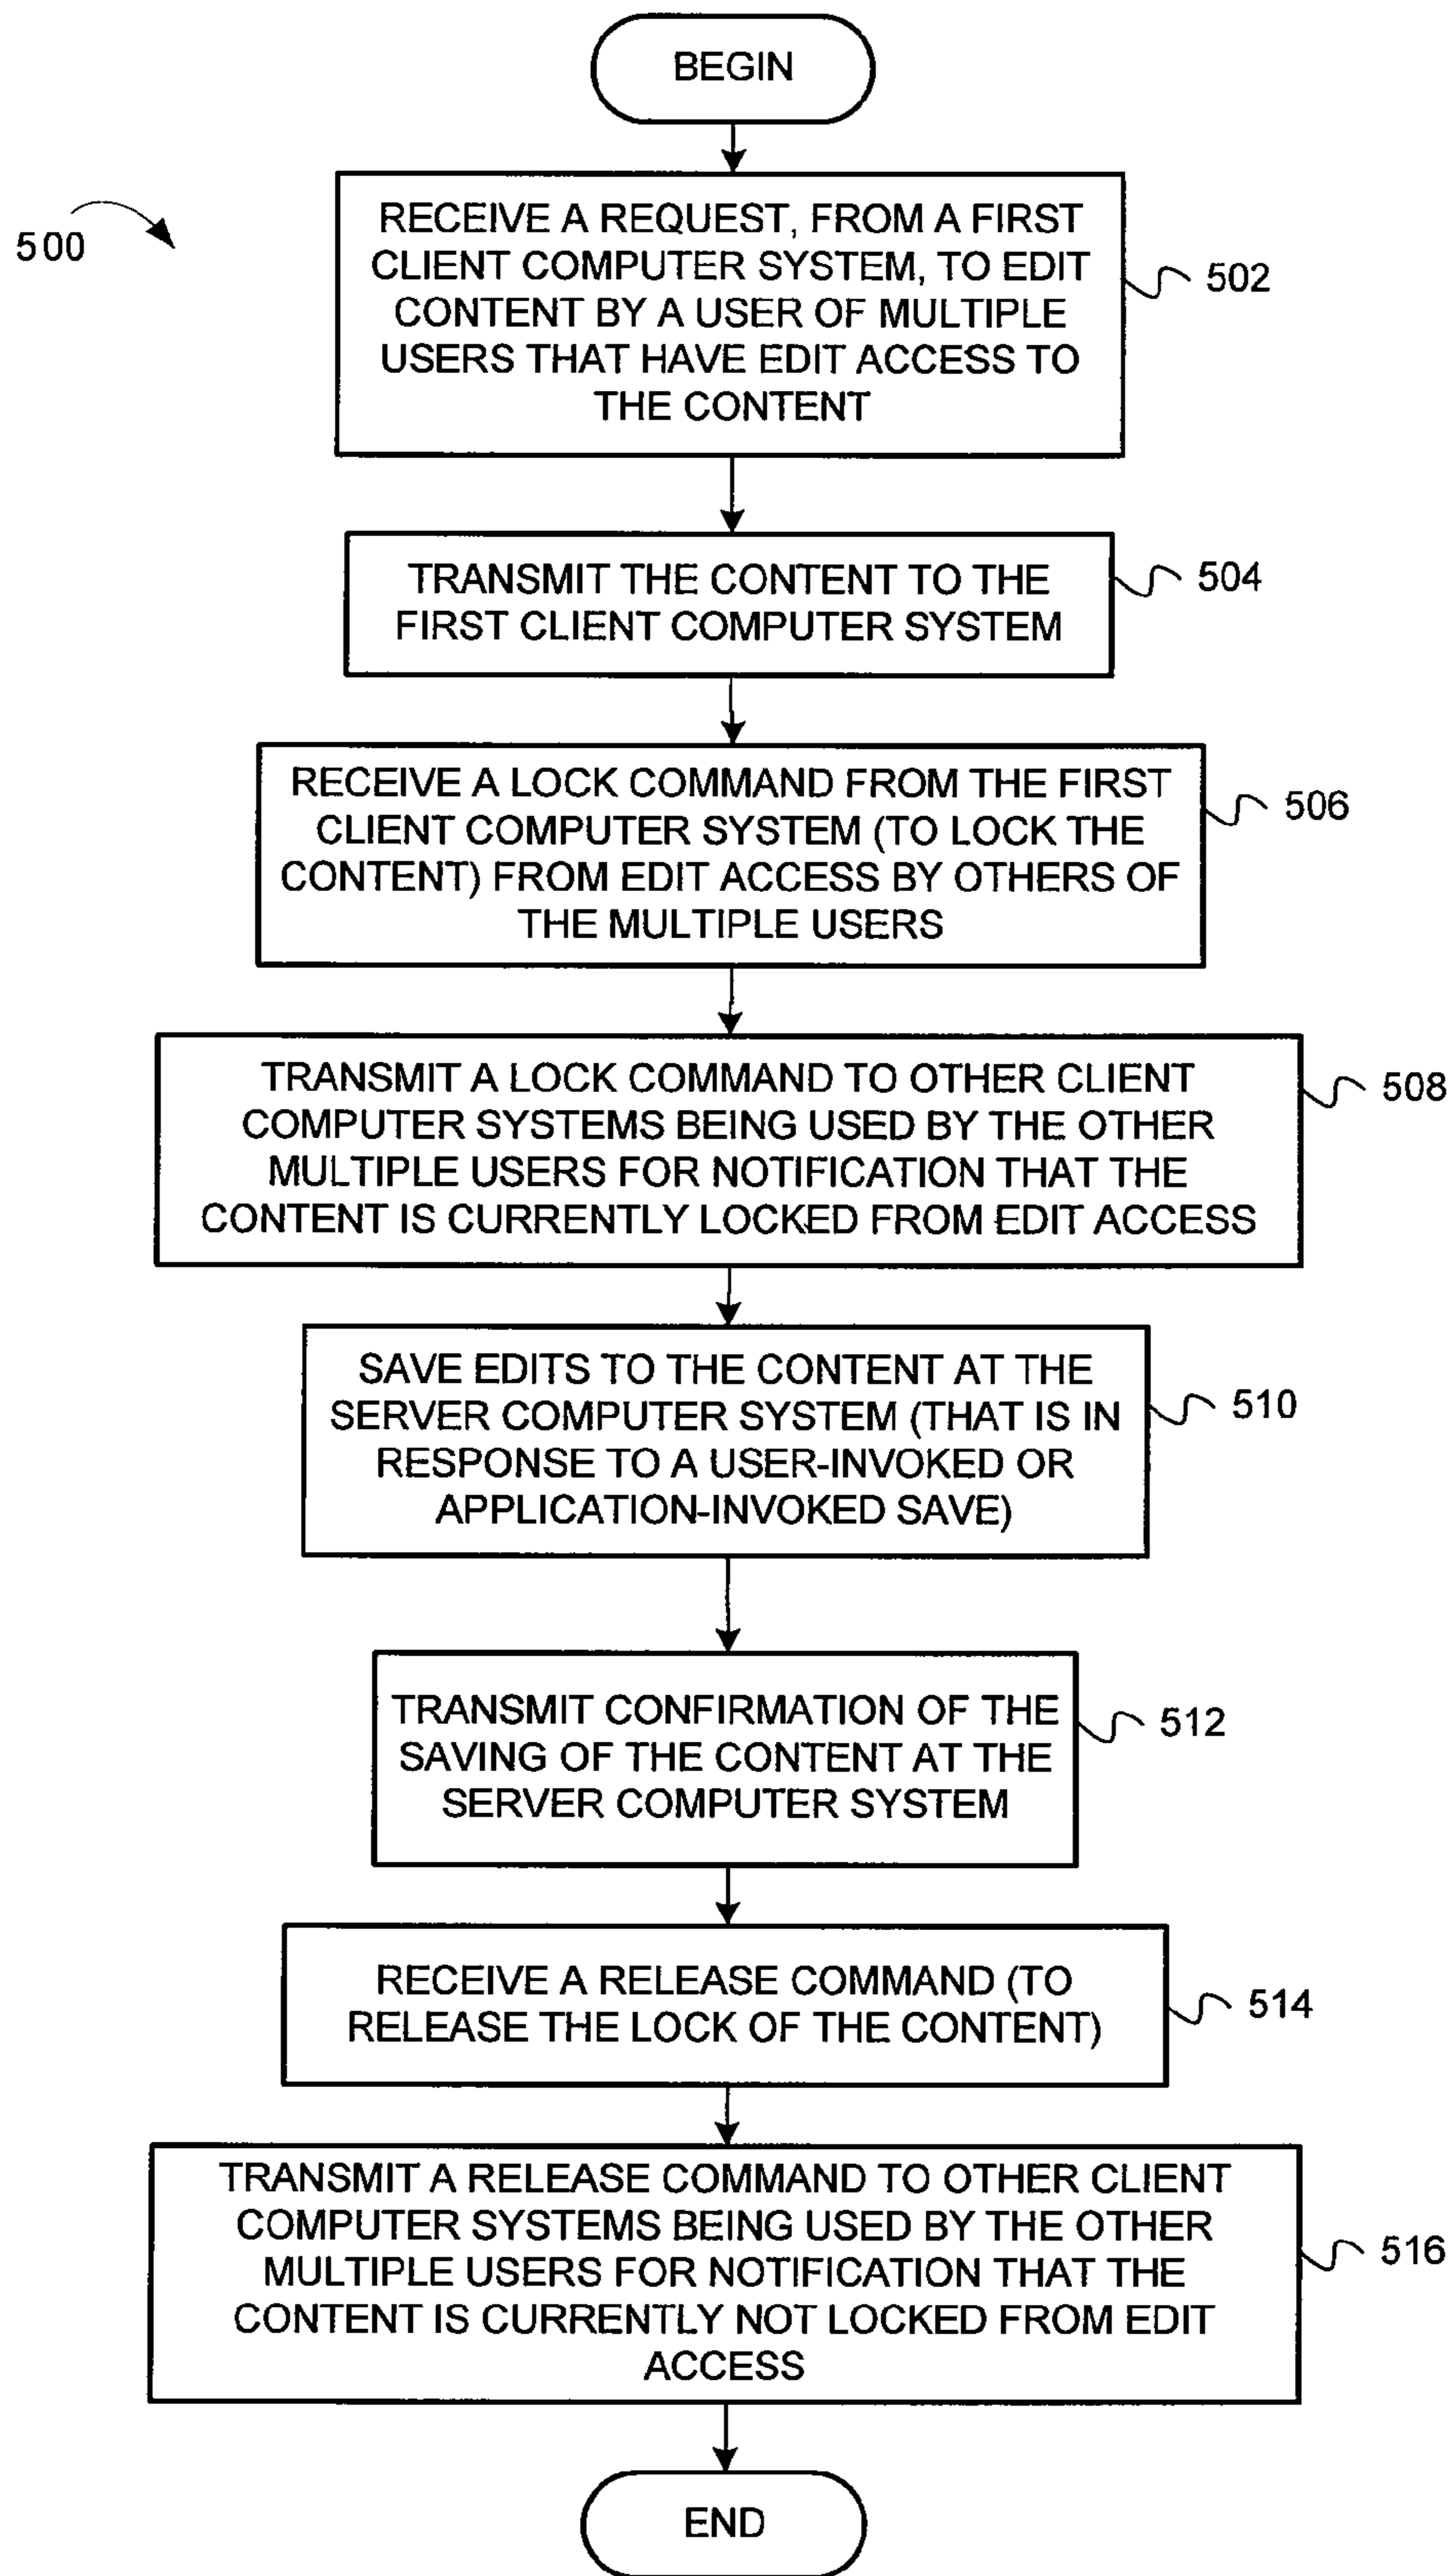 BEGIN
500
RECEIVE A REQUEST, FROM A FIRST
CLIENT COMPUTER SYSTEM, TO EDIT
CONTENT BY A USER OF MULTIPLE
USERS THAT HAVE EDIT ACCESS TO
THE CONTENT
502
TRANSMIT THE CONTENT TO THE
FIRST CLIENT COMPUTER SYSTEM
504
RECEIVE A LOCK COMMAND FROM THE FIRST
CLIENT COMPUTER SYSTEM (TO LOCK THE
CONTENT) FROM EDIT ACCESS BY OTHERS OF
THE MULTIPLE USERS
506
TRANSMIT A LOCK COMMAND TO OTHER CLIENT
COMPUTER SYSTEMS BEING USED BY THE OTHER
MULTIPLE USERS FOR NOTIFICATION THAT THE
CONTENT IS CURRENTLY LOCKED FROM EDIT ACCESS
508
SAVE EDITS TO THE CONTENT AT THE
SERVER COMPUTER SYSTEM (THAT IS IN
RESPONSE TO A USER-INVOKED OR
APPLICATION-INVOKED SAVE)
510
TRANSMIT CONFIRMATION OF THE
SAVING OF THE CONTENT AT THE
SERVER COMPUTER SYSTEM
512
RECEIVE A RELEASE COMMAND (TO
RELEASE THE LOCK OF THE CONTENT)
514
TRANSMIT A RELEASE COMMAND TO OTHER CLIENT
COMPUTER SYSTEMS BEING USED BY THE OTHER
MULTIPLE USERS FOR NOTIFICATION THAT THE
CONTENT IS CURRENTLY NOT LOCKED FROM EDIT
ACCESS
516
END